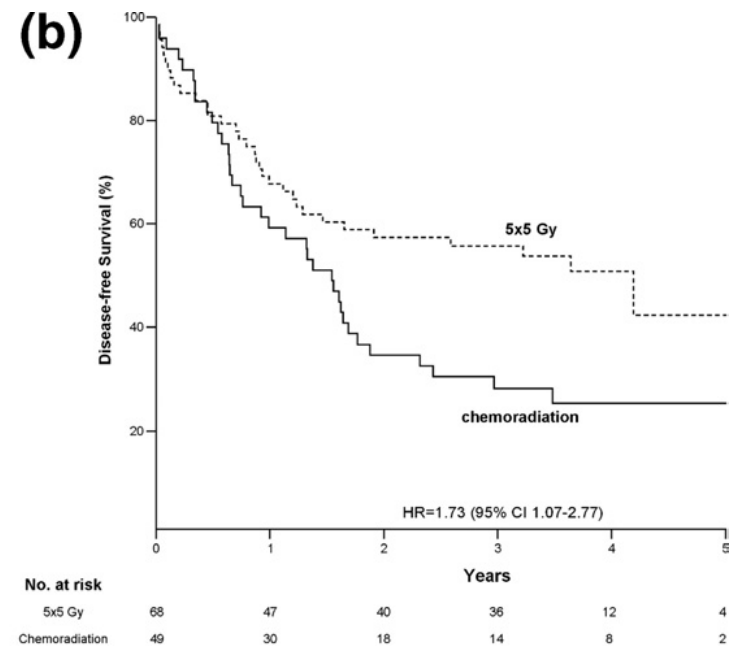 (b)
100
80
60
40
20
Disease-free Survival (%)
5x5 Gy
chemoradiation
HR=1.73 (95% CI 1.07-2.77)
0 1 2 3 4 5
Years
No. at risk
5x5 Gy 68 47 40 36 12 4
Chemoradiation 49 30 18 14 8 2